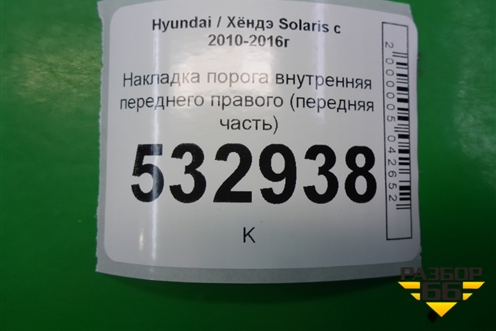 Hyundai / Хёндэ Solaris с
2010-2016г
Накладка порога внутренняя
переднего правого (передняя
часть)
532938
К
2000005042652
РАЗБОР
66